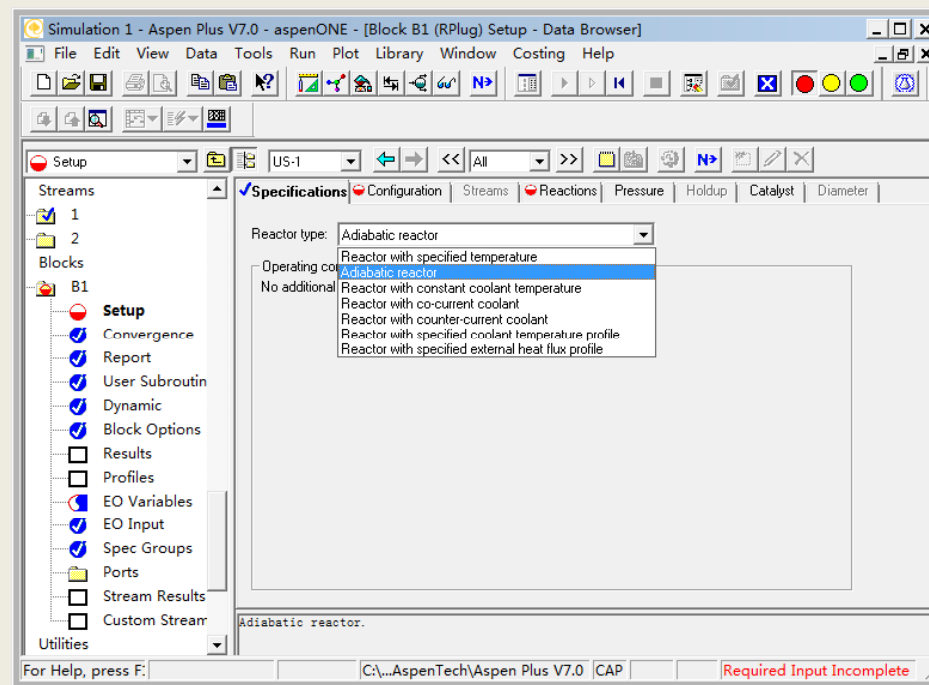 Simulation 1 - Aspen Plus V7.0 - aspenONE - [Block B1 (RPlug) Setup - Data Browser]
File Edit View Data Tools Run Plot Library Window Costing Help
N>
Setup US-1 << All >> N>
Streams
1
2
Blocks
B1
Setup
Convergence
Report
User Subroutin
Dynamic
Block Options
Results
Profiles
EO Variables
EO Input
Spec Groups
Ports
Stream Results
Custom Stream
Utilities
Specifications Configuration Streams Reactions Pressure Holdup Catalyst Diameter
Reactor type: Adiabatic reactor
Operating co
No additional
Reactor with specified temperature
Adiabatic reactor
Reactor with constant coolant temperature
Reactor with co-current coolant
Reactor with counter-current coolant
Reactor with specified coolant temperature profile
Reactor with specified external heat flux profile
Adiabatic reactor.
For Help, press F: C:\...AspenTech\Aspen Plus V7.0 CAP Required Input Incomplete